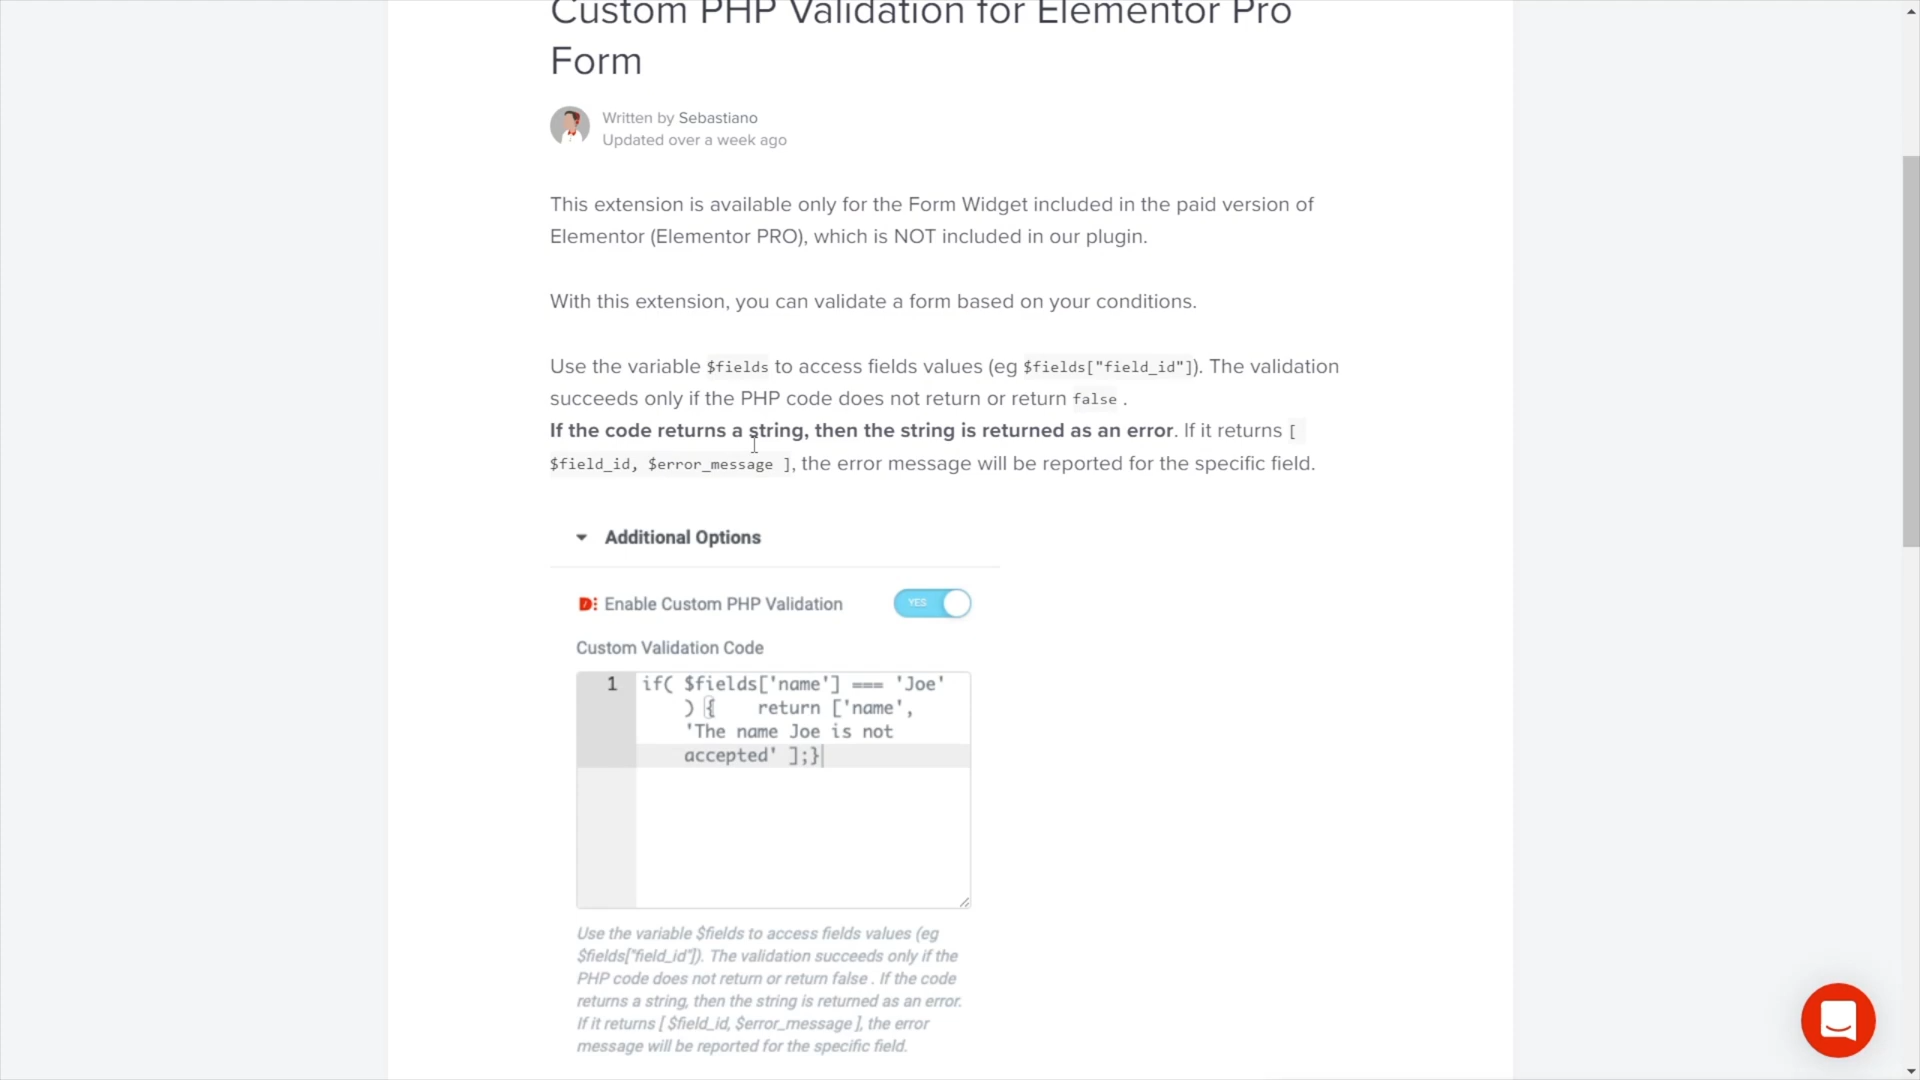 Custom PHP Validation for Elementor Pro
Form
Written by Sebastiano
Updated over a week ago
This extension is available only for the Form Widget included in the paid version of
Elementor (Elementor PRO), which is NOT included in our plugin.
With this extension, you can validate a form based on your conditions.
Use the variable $fields to access fields values (eg $fields["field_id"]). The validation
succeeds only if the PHP code does not return or return false .
If the code returns a string, then the string is returned as an error. If it returns [
$field_id, $error_message ], the error message will be reported for the specific field.
Additional Options
Enable Custom PHP Validation YES
Custom Validation Code
1 if( $fields['name'] === 'Joe'
) {    return ['name',
'The name Joe is not
accepted' ];}
Use the variable $fields to access fields values (eg
$fields["field_id"]). The validation succeeds only if the
PHP code does not return or return false . If the code
returns a string, then the string is returned as an error.
If it returns [ $field_id, $error_message ], the error
message will be reported for the specific field.